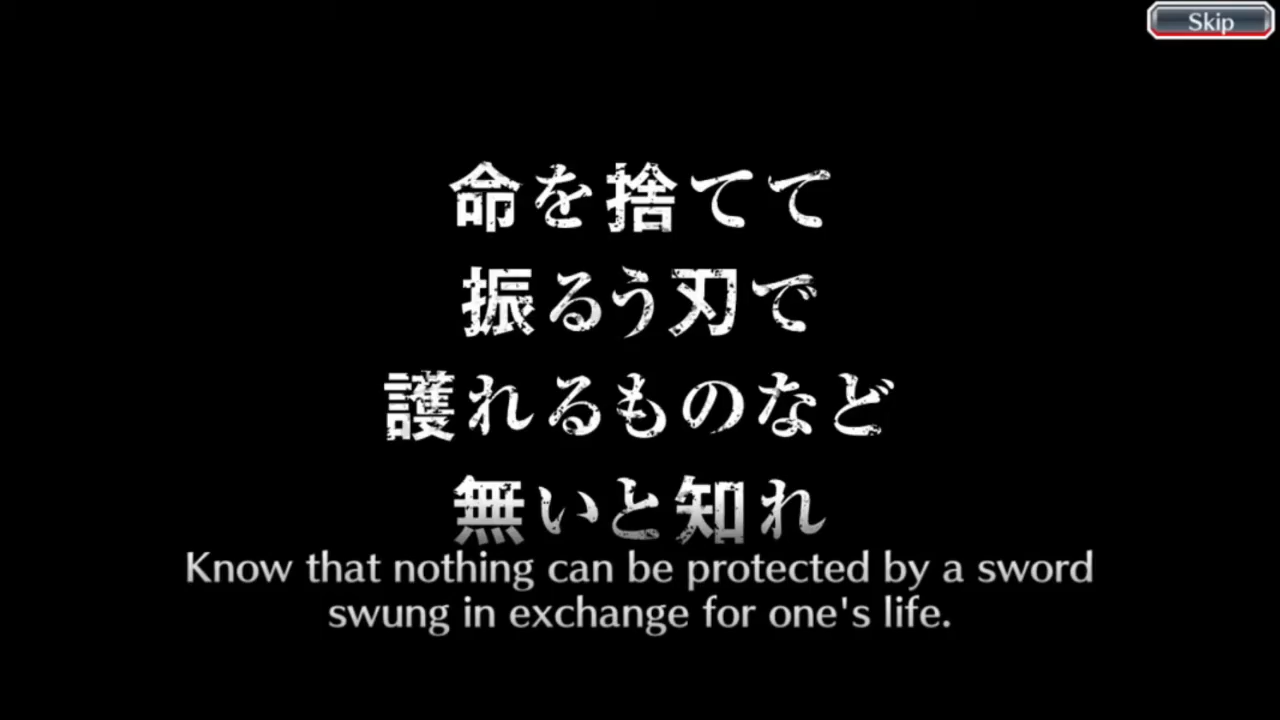 Skip
命を捨てて
振るう刃で
護れるものなど
無いと知れ
Know that nothing can be protected by a sword
swung in exchange for one's life.